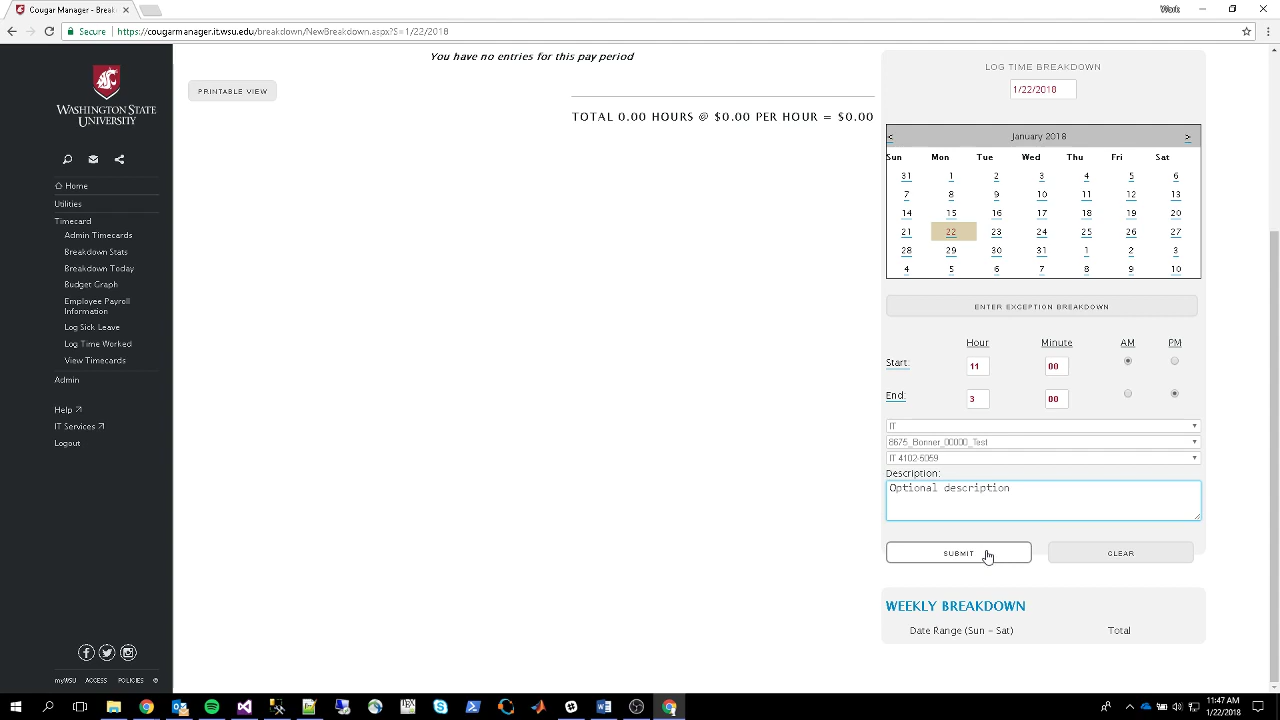 Cougar Manager - Break
Work
Secure
https://cougarmanager.it.wsu.edu/breakdown/NewBreakdown.aspx?S=1/22/2018
WASHINGTON STATE
UNIVERSITY
Home
Utilities
Timecard
Admin Timecards
Breakdown Stats
Breakdown Today
Budget Graph
Employee Payroll
Information
Log Sick Leave
Log Time Worked
View Timecards
Admin
Help
IT Services
Logout
myWSU ACCESS POLICIES ©
You have no entries for this pay period
PRINTABLE VIEW
TOTAL 0.00 HOURS @ $0.00 PER HOUR = $0.00
LOG TIME BREAKDOWN
1/22/2018
< January 2018 >
Sun Mon Tue Wed Thu Fri Sat
31 1 2 3 4 5 6
7 8 9 10 11 12 13
14 15 16 17 18 19 20
21 22 23 24 25 26 27
28 29 30 31 1 2 3
4 5 6 7 8 9 10
ENTER EXCEPTION BREAKDOWN
Hour Minute AM PM
Start: 11 00
End: 3 00
IT
8675_Bonner_00000_Test
IT 4102-5069
Description:
Optional description
SUBMIT CLEAR
WEEKLY BREAKDOWN
Date Range (Sun - Sat) Total
11:47 AM
1/22/2018